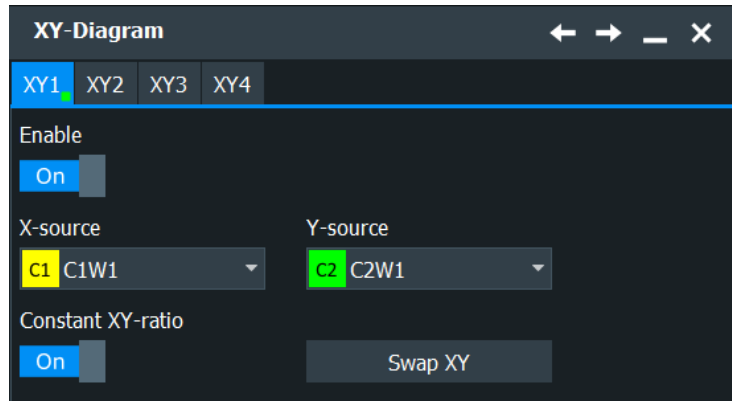 XY-Diagram
XY1 XY2 XY3 XY4
Enable
On
X-source Y-source
C1 C1W1 C2 C2W1
Constant XY-ratio
On Swap XY